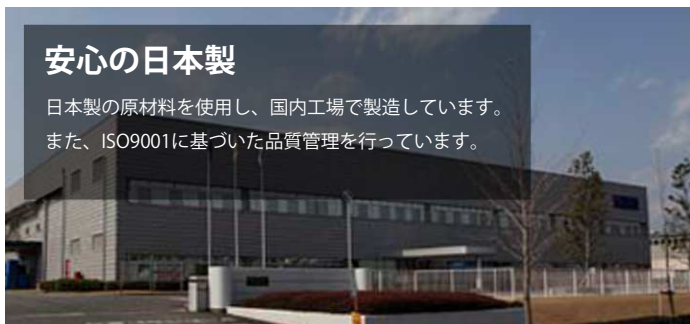 安心の日本製
日本製の原材料を使用し、国内工場で製造しています。
また、ISO9001に基づいた品質管理を行っています。